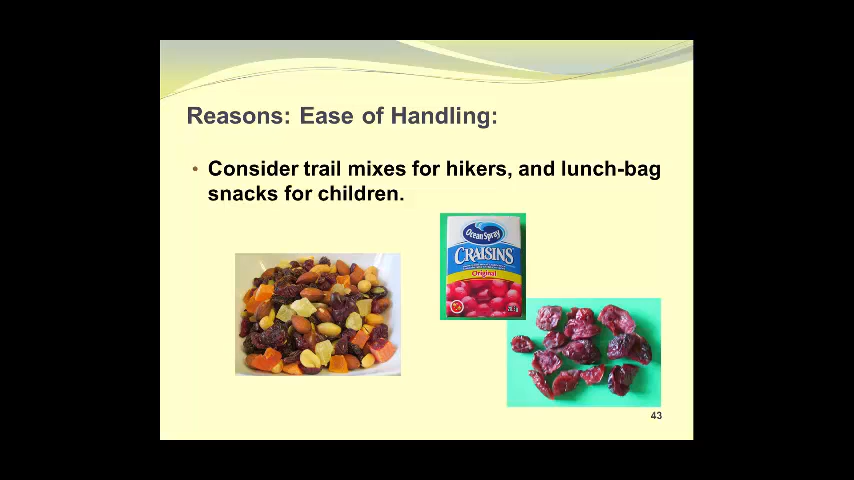 Reasons: Ease of Handling:
• Consider trail mixes for hikers, and lunch-bag
snacks for children.
Ocean Spray
CRAISINS
Original
43